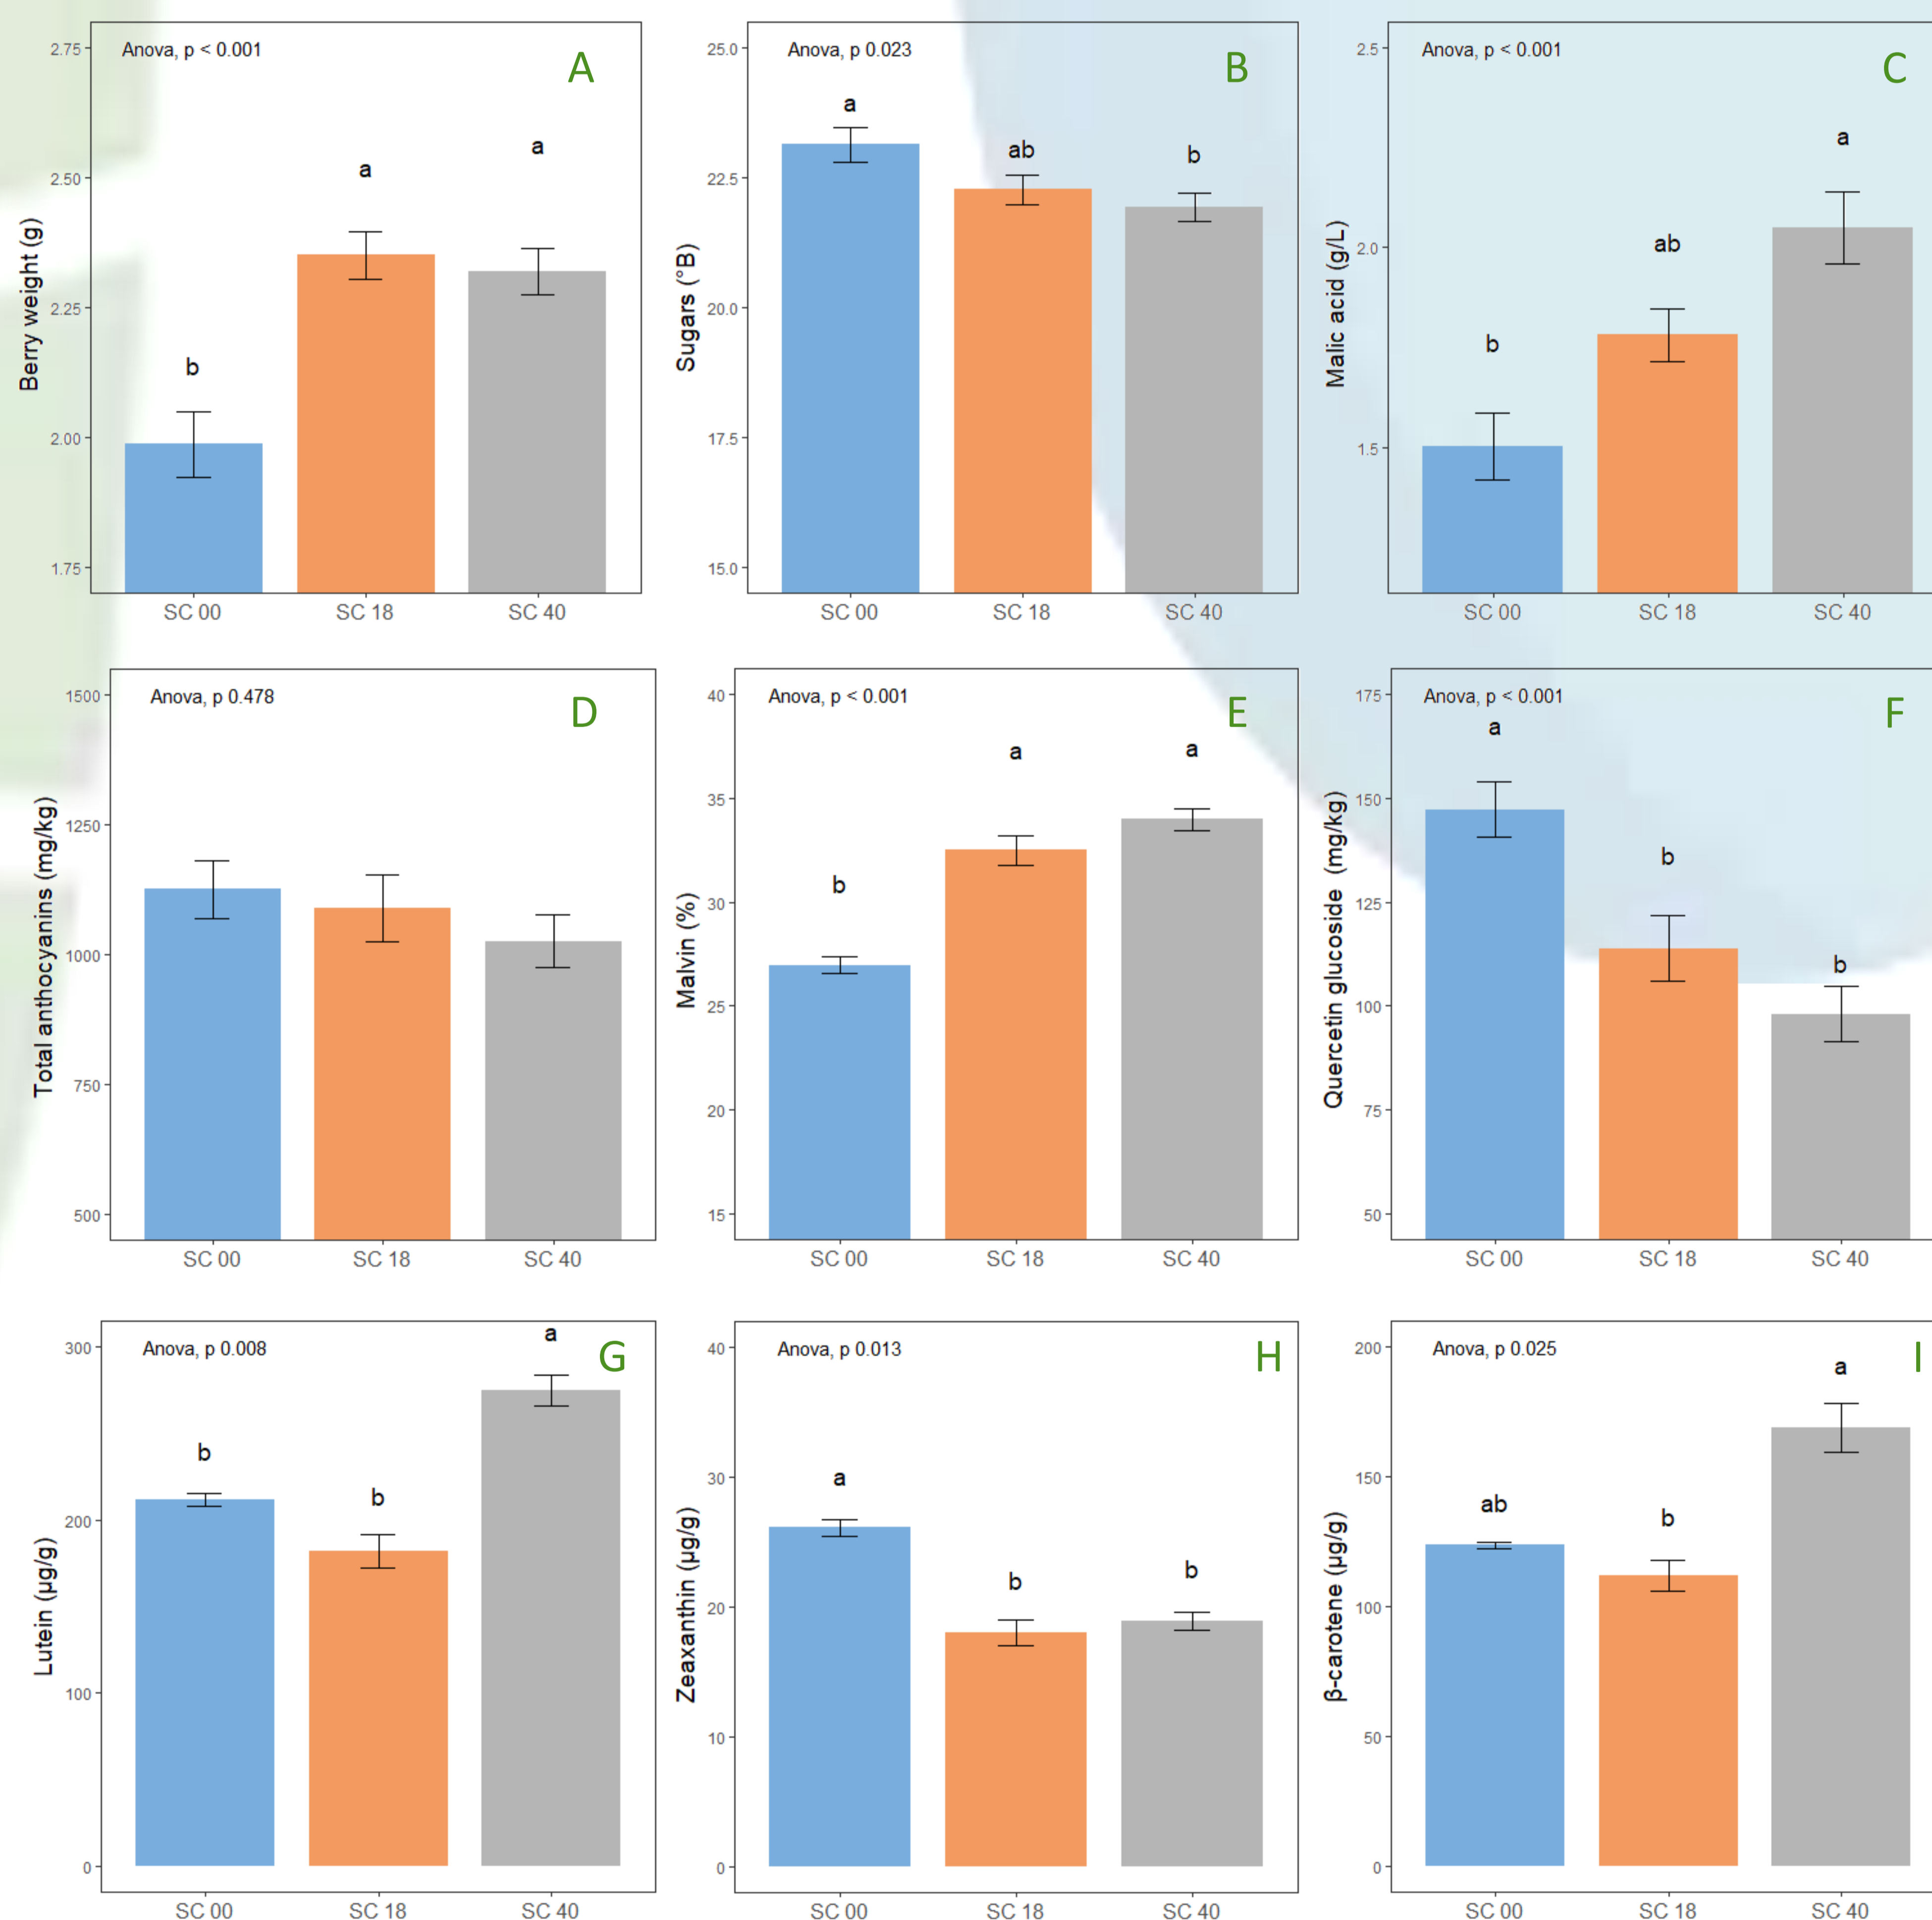 Anova, p < 0.001
A
Berry weight (g)
2.75
2.50
2.25
2.00
1.75
b
a
a
SC 00
SC 18
SC 40
Anova, p 0.023
B
Sugars (°B)
25.0
22.5
20.0
17.5
15.0
a
ab
b
SC 00
SC 18
SC 40
Anova, p < 0.001
C
Malic acid (g/L)
2.5
2.0
1.5
b
ab
a
SC 00
SC 18
SC 40
Anova, p 0.478
D
Total anthocyanins (mg/kg)
1500
1250
1000
750
500
SC 00
SC 18
SC 40
Anova, p < 0.001
E
Malvin (%)
40
35
30
25
20
15
b
a
a
SC 00
SC 18
SC 40
Anova, p < 0.001
F
Quercetin glucoside (mg/kg)
175
150
125
100
75
50
a
b
b
SC 00
SC 18
SC 40
Anova, p 0.008
G
Lutein (µg/g)
300
200
100
0
b
b
a
SC 00
SC 18
SC 40
Anova, p 0.013
H
Zeaxanthin (µg/g)
40
30
20
10
0
a
b
b
SC 00
SC 18
SC 40
Anova, p 0.025
I
β-carotene (µg/g)
200
150
100
50
0
ab
b
a
SC 00
SC 18
SC 40